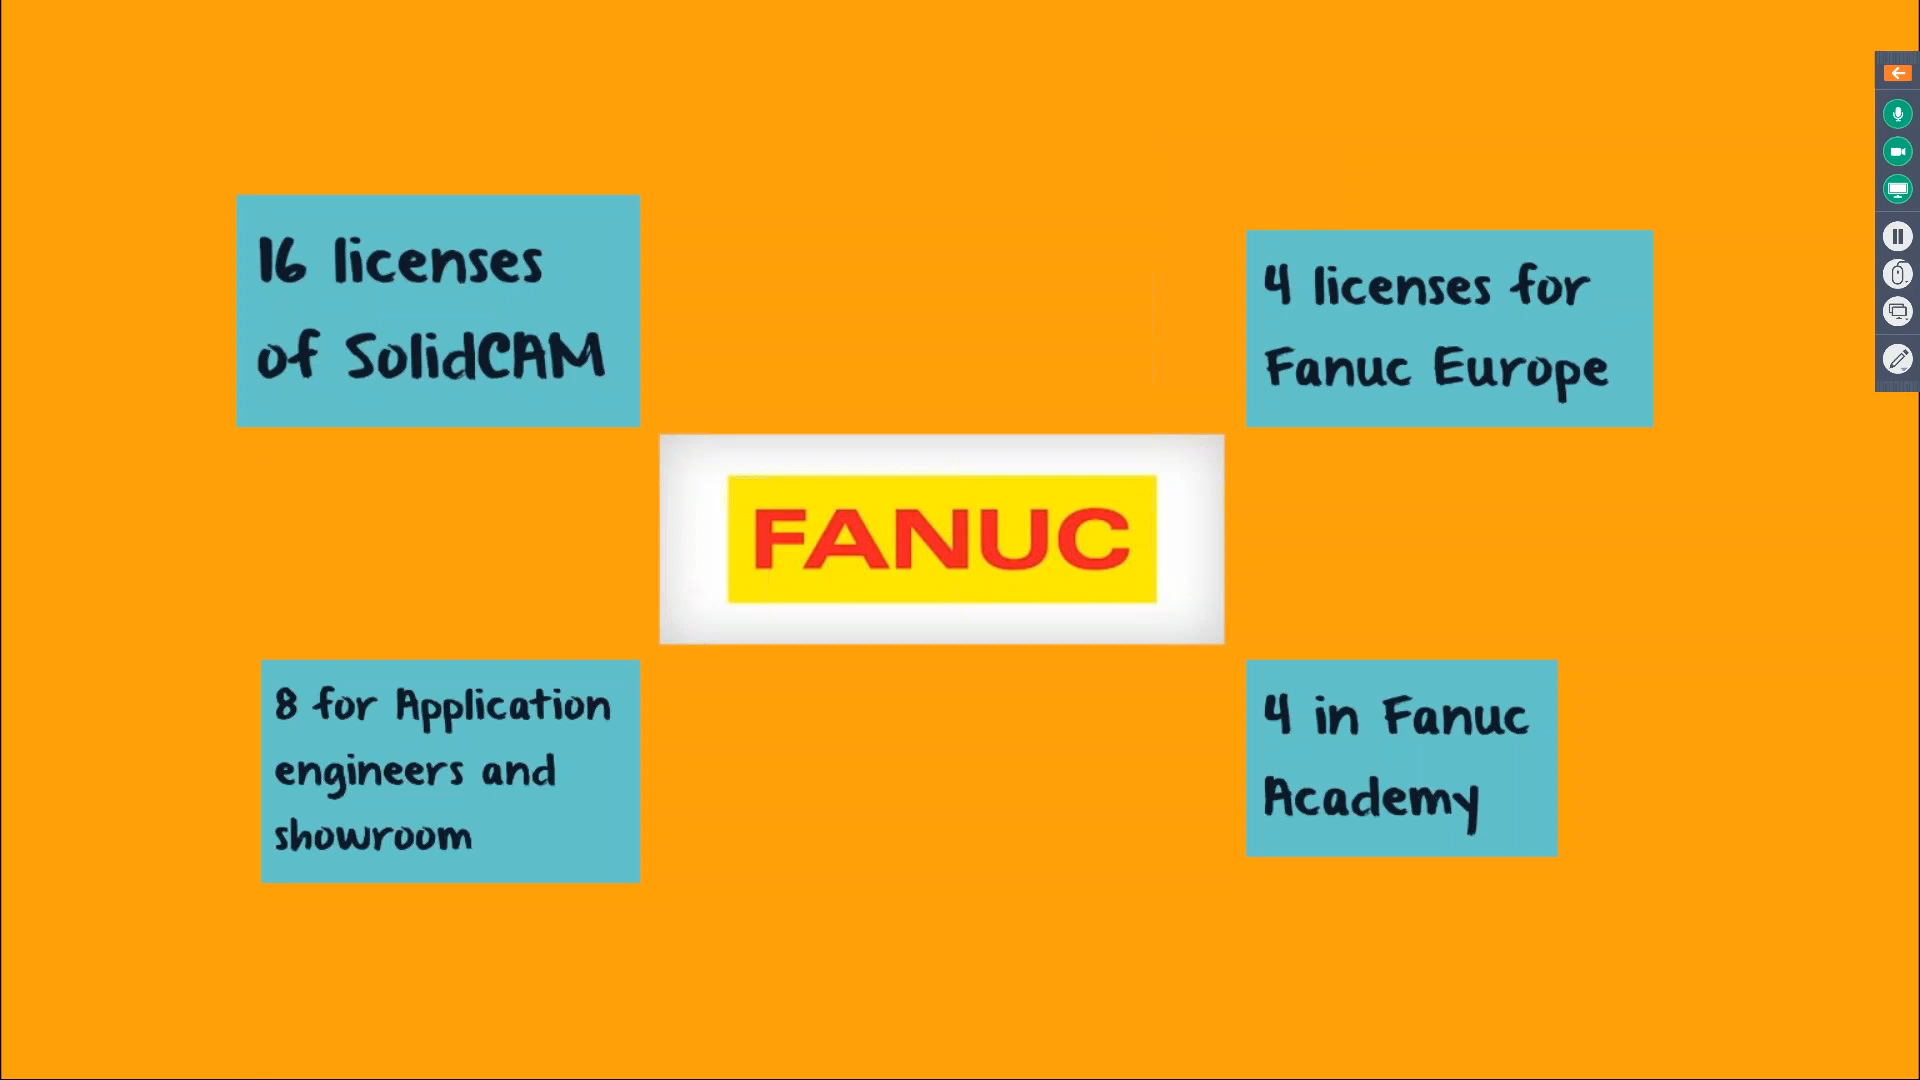 16 licenses
of SolidCAM
4 licenses for
Fanuc Europe
FANUC
8 for Application
engineers and
showroom
4 in Fanuc
Academy